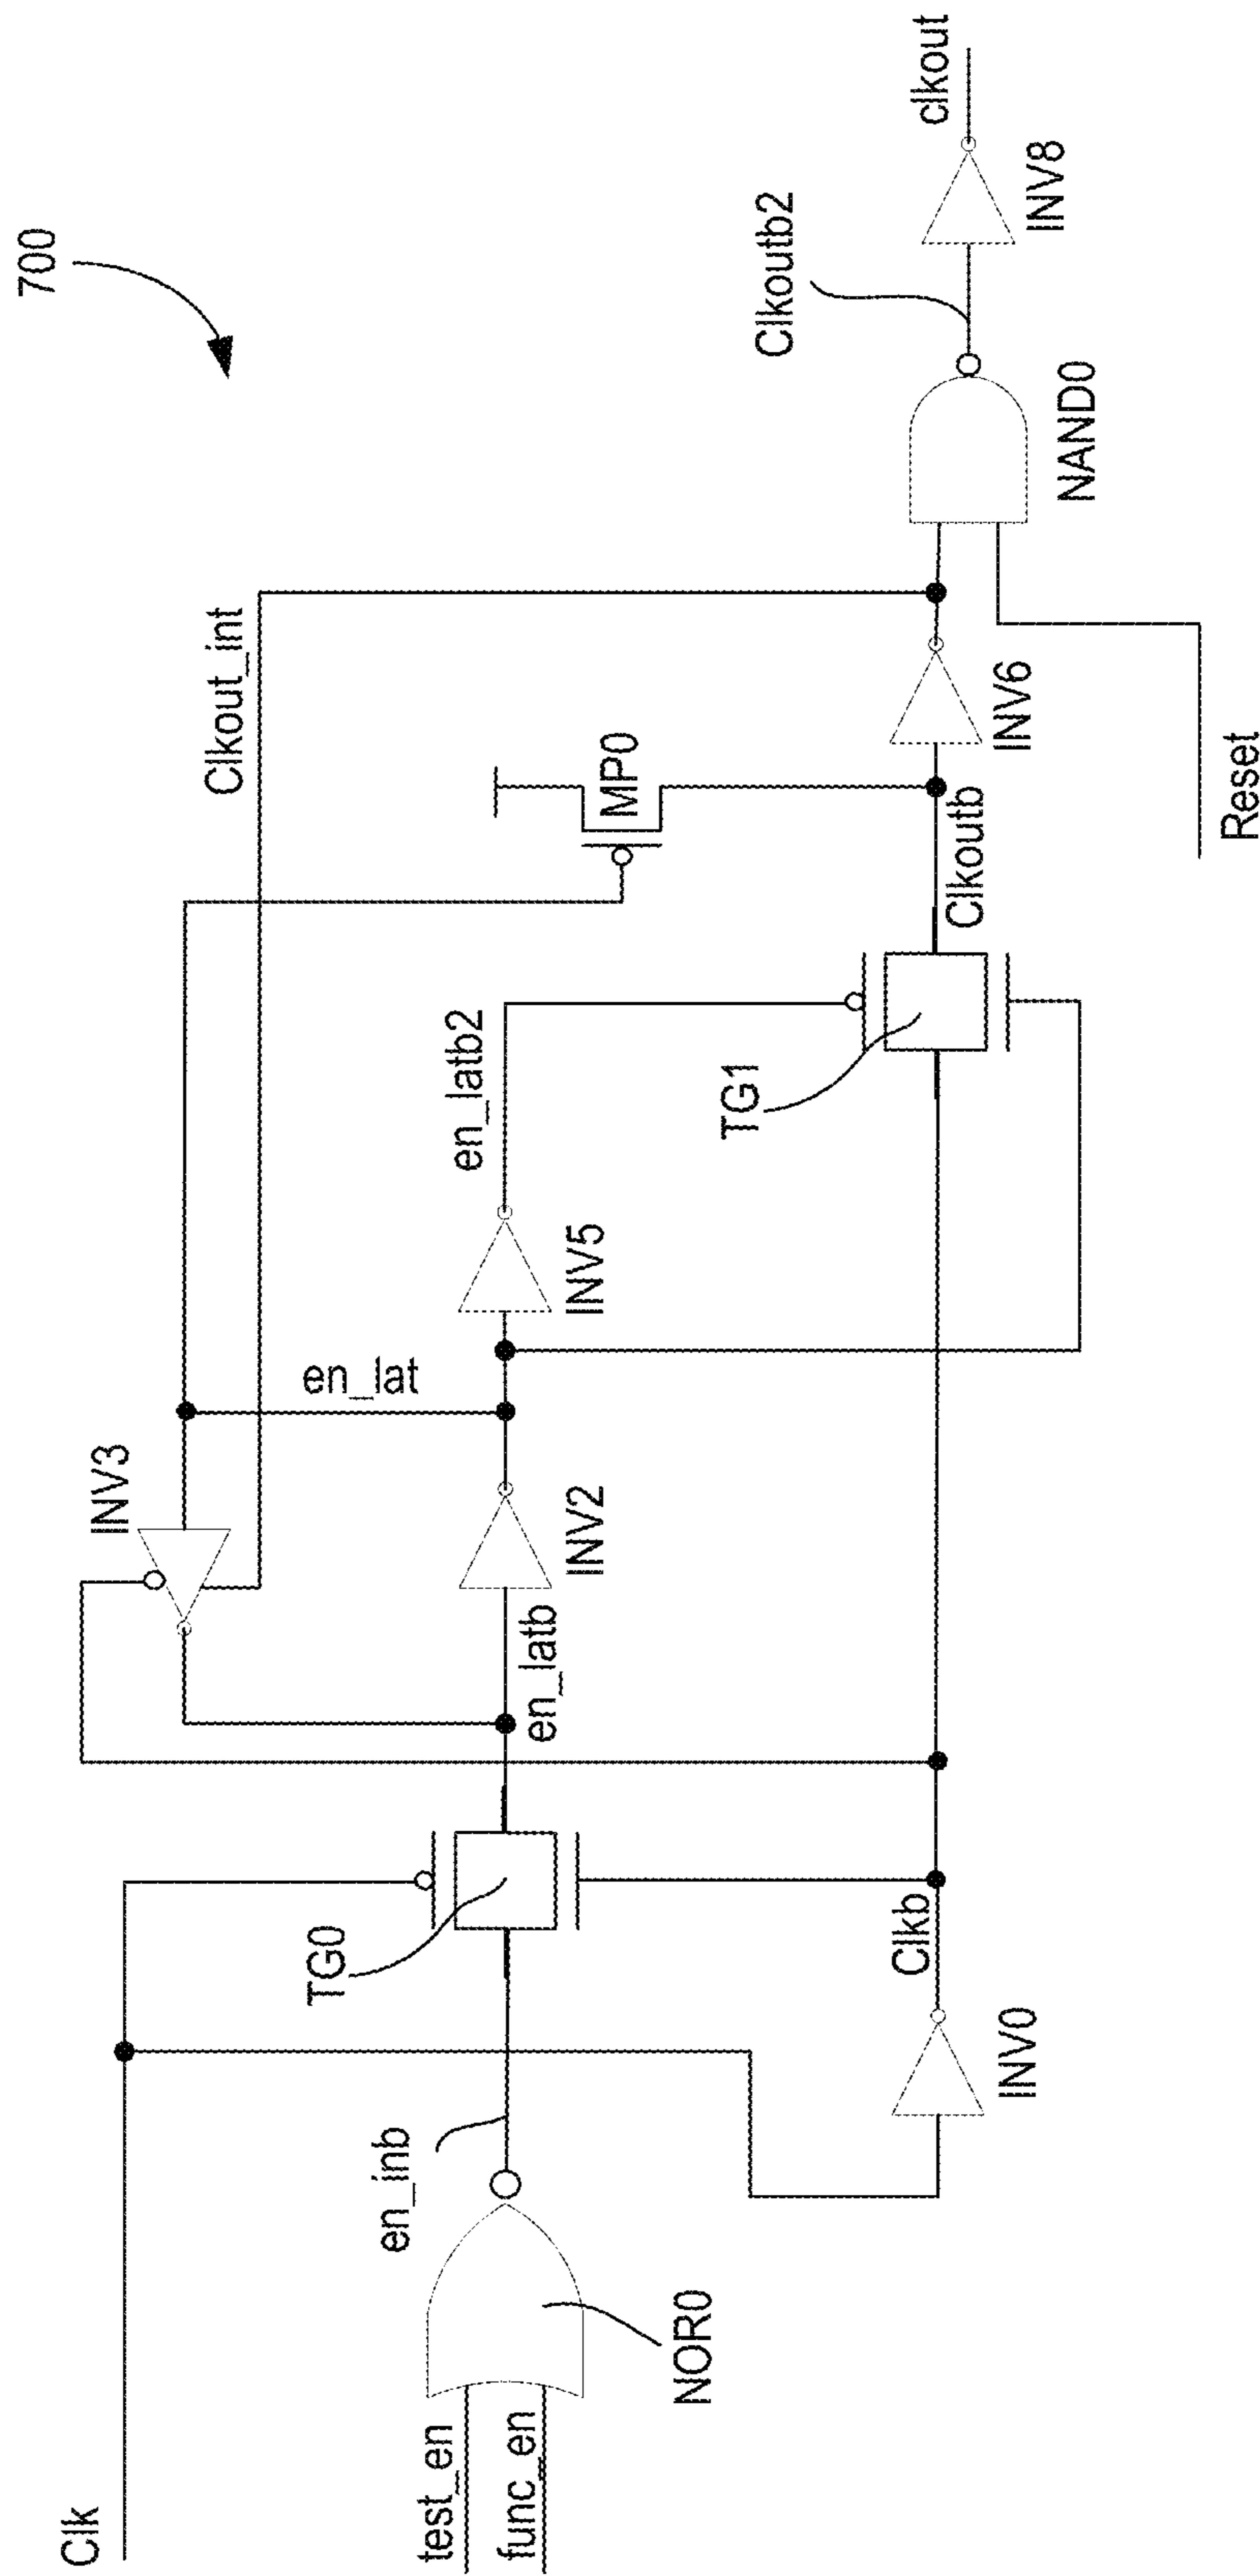 700
Clk
test_en
func_en
NOR0
en_inb
TG0
INV0
Clkb
en_latb
INV3
INV2
en_lat
INV5
en_latb2
TG1
Clkoutb
MP0
Clkout_int
INV6
Reset
NAND0
Clkoutb2
INV8
clkout